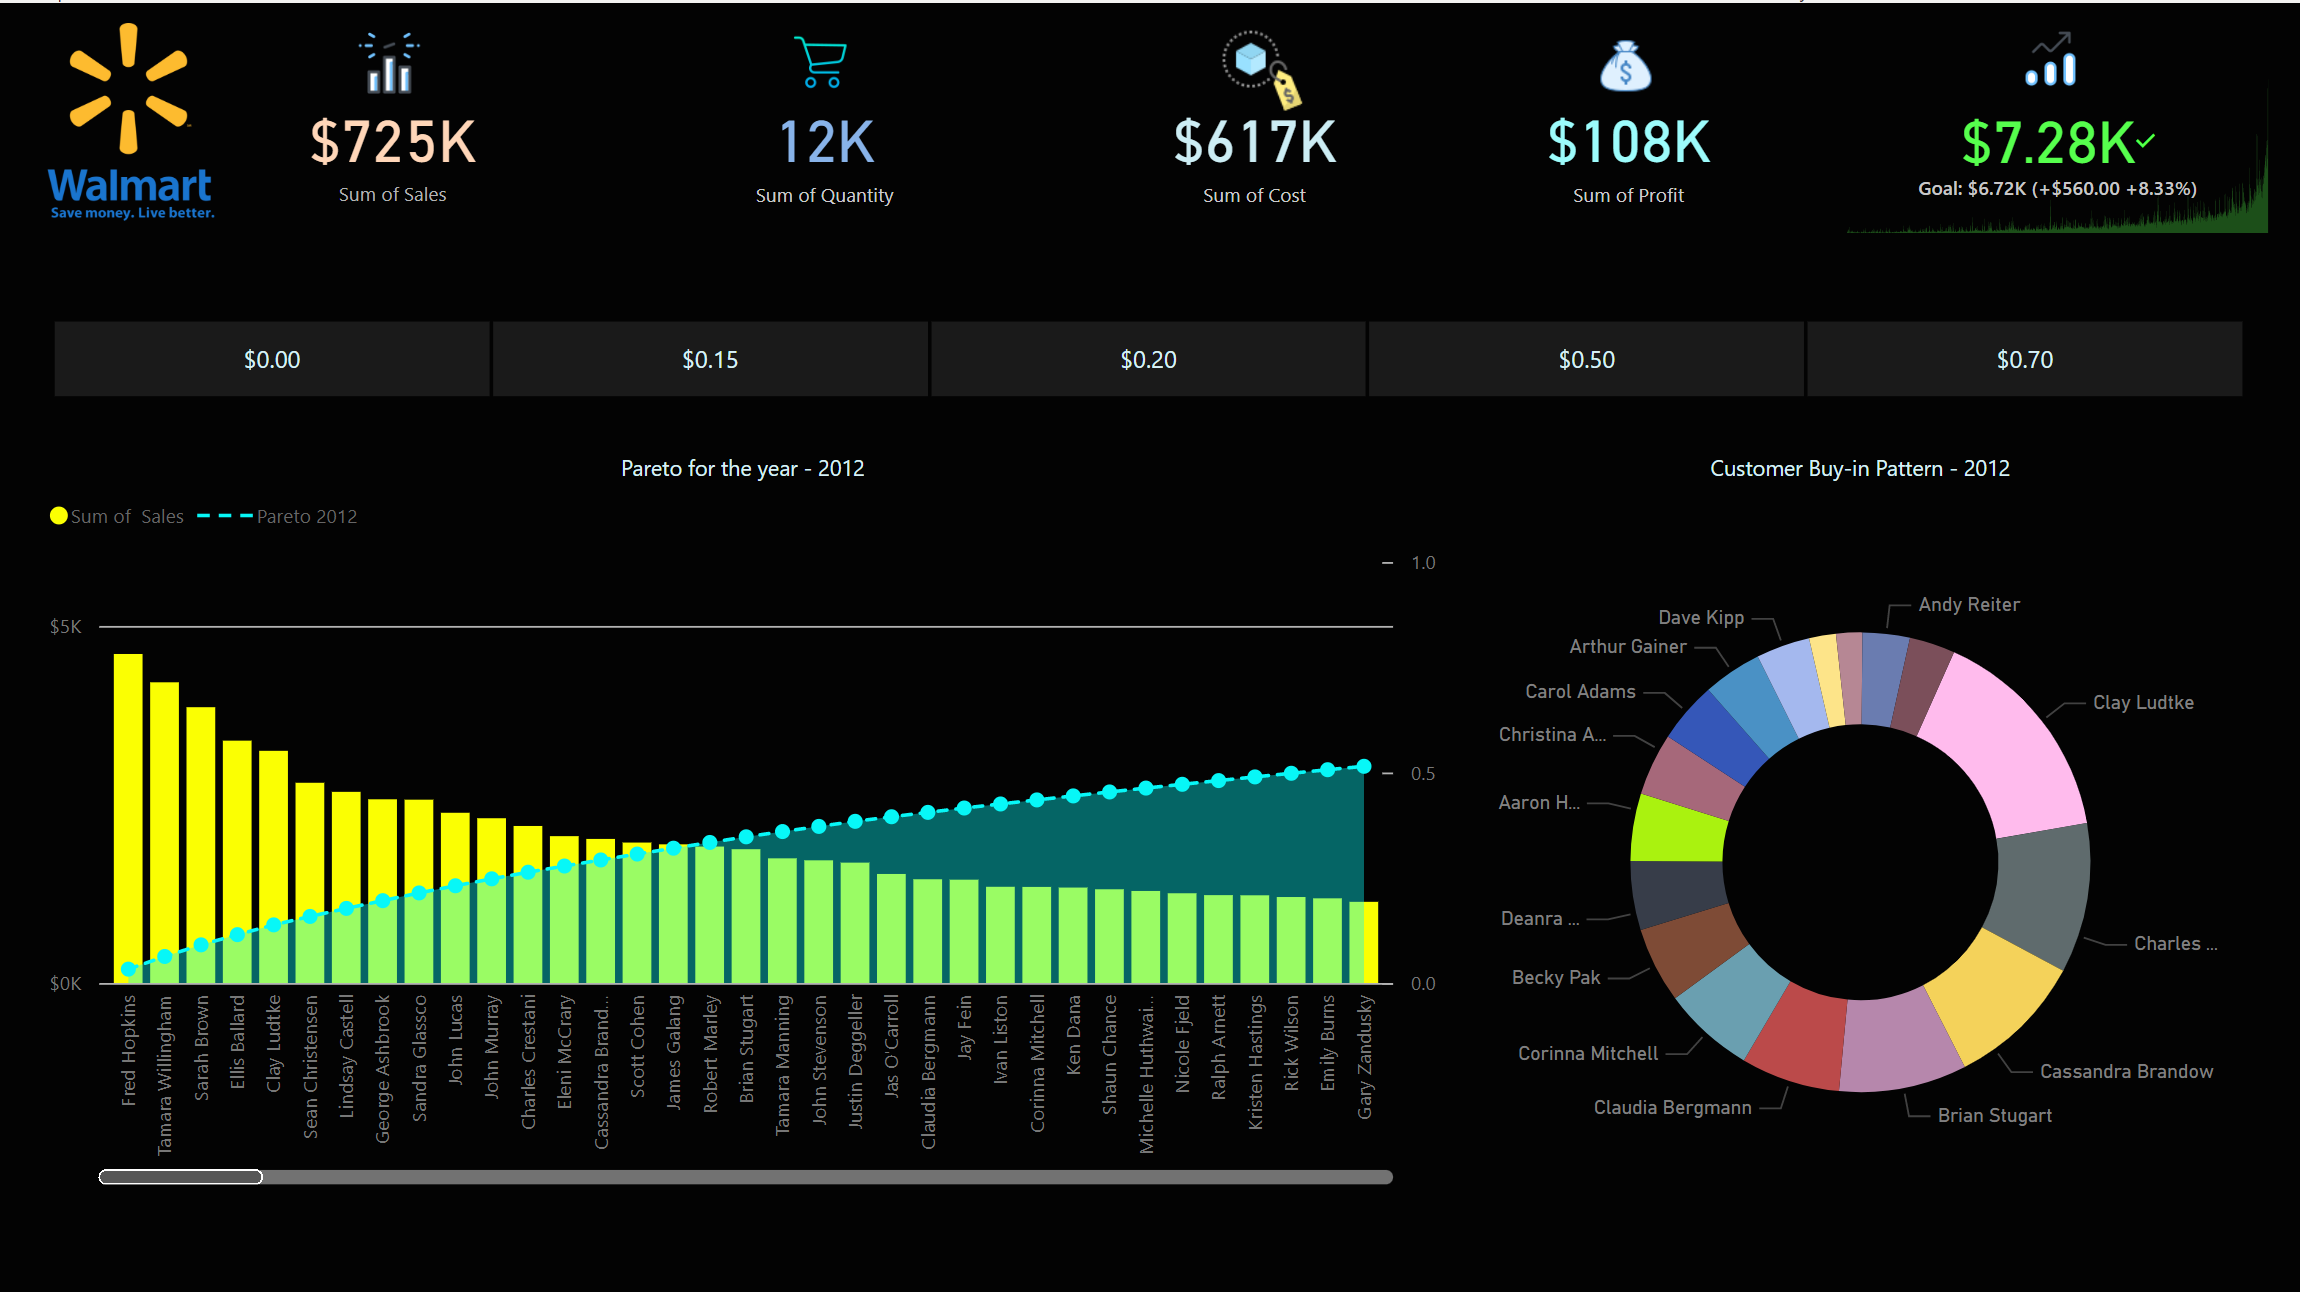 Walmart
Save money. Live better.
$725K
Sum of Sales
12K
Sum of Quantity
$617K
Sum of Cost
$108K
Sum of Profit
$7.28K
Goal: $6.72K (+$560.00 +8.33%)
$0.00
$0.15
$0.20
$0.50
$0.70
Pareto for the year - 2012
Sum of Sales
Pareto 2012
$5K
$0K
1.0
0.5
0.0
Fred Hopkins
Tamara Willingham
Sarah Brown
Ellis Ballard
Clay Ludtke
Sean Christensen
Lindsay Castell
George Ashbrook
Sandra Glassco
John Lucas
John Murray
Charles Crestani
Eleni McCrary
Cassandra Brand...
Scott Cohen
James Galang
Robert Marley
Brian Stugart
Tamara Manning
John Stevenson
Justin Deggeller
Jas O'Carroll
Claudia Bergmann
Jay Fein
Ivan Liston
Corinna Mitchell
Ken Dana
Shaun Chance
Michelle Huthwai...
Nicole Fjeld
Ralph Arnett
Kristen Hastings
Rick Wilson
Emily Burns
Gary Zandusky
Customer Buy-in Pattern - 2012
Andy Reiter
Clay Ludtke
Charles ...
Cassandra Brandow
Brian Stugart
Claudia Bergmann
Corinna Mitchell
Becky Pak
Deanra ...
Aaron H...
Christina A...
Carol Adams
Arthur Gainer
Dave Kipp